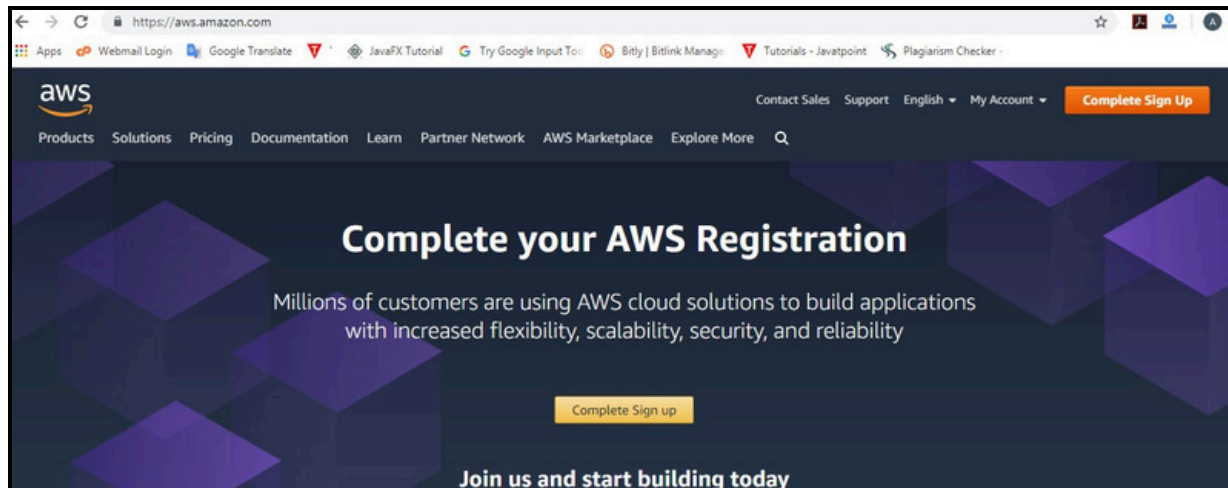 https://aws.amazon.com
Apps Webmail Login Google Translate JavaFX Tutorial Try Google Input Too Bitly | Bitlink Manage Tutorials - Javatpoint Plagiarism Checker -
aws Contact Sales Support English My Account Complete Sign Up
Products Solutions Pricing Documentation Learn Partner Network AWS Marketplace Explore More
Complete your AWS Registration
Millions of customers are using AWS cloud solutions to build applications
with increased flexibility, scalability, security, and reliability
Complete Sign up
Join us and start building today